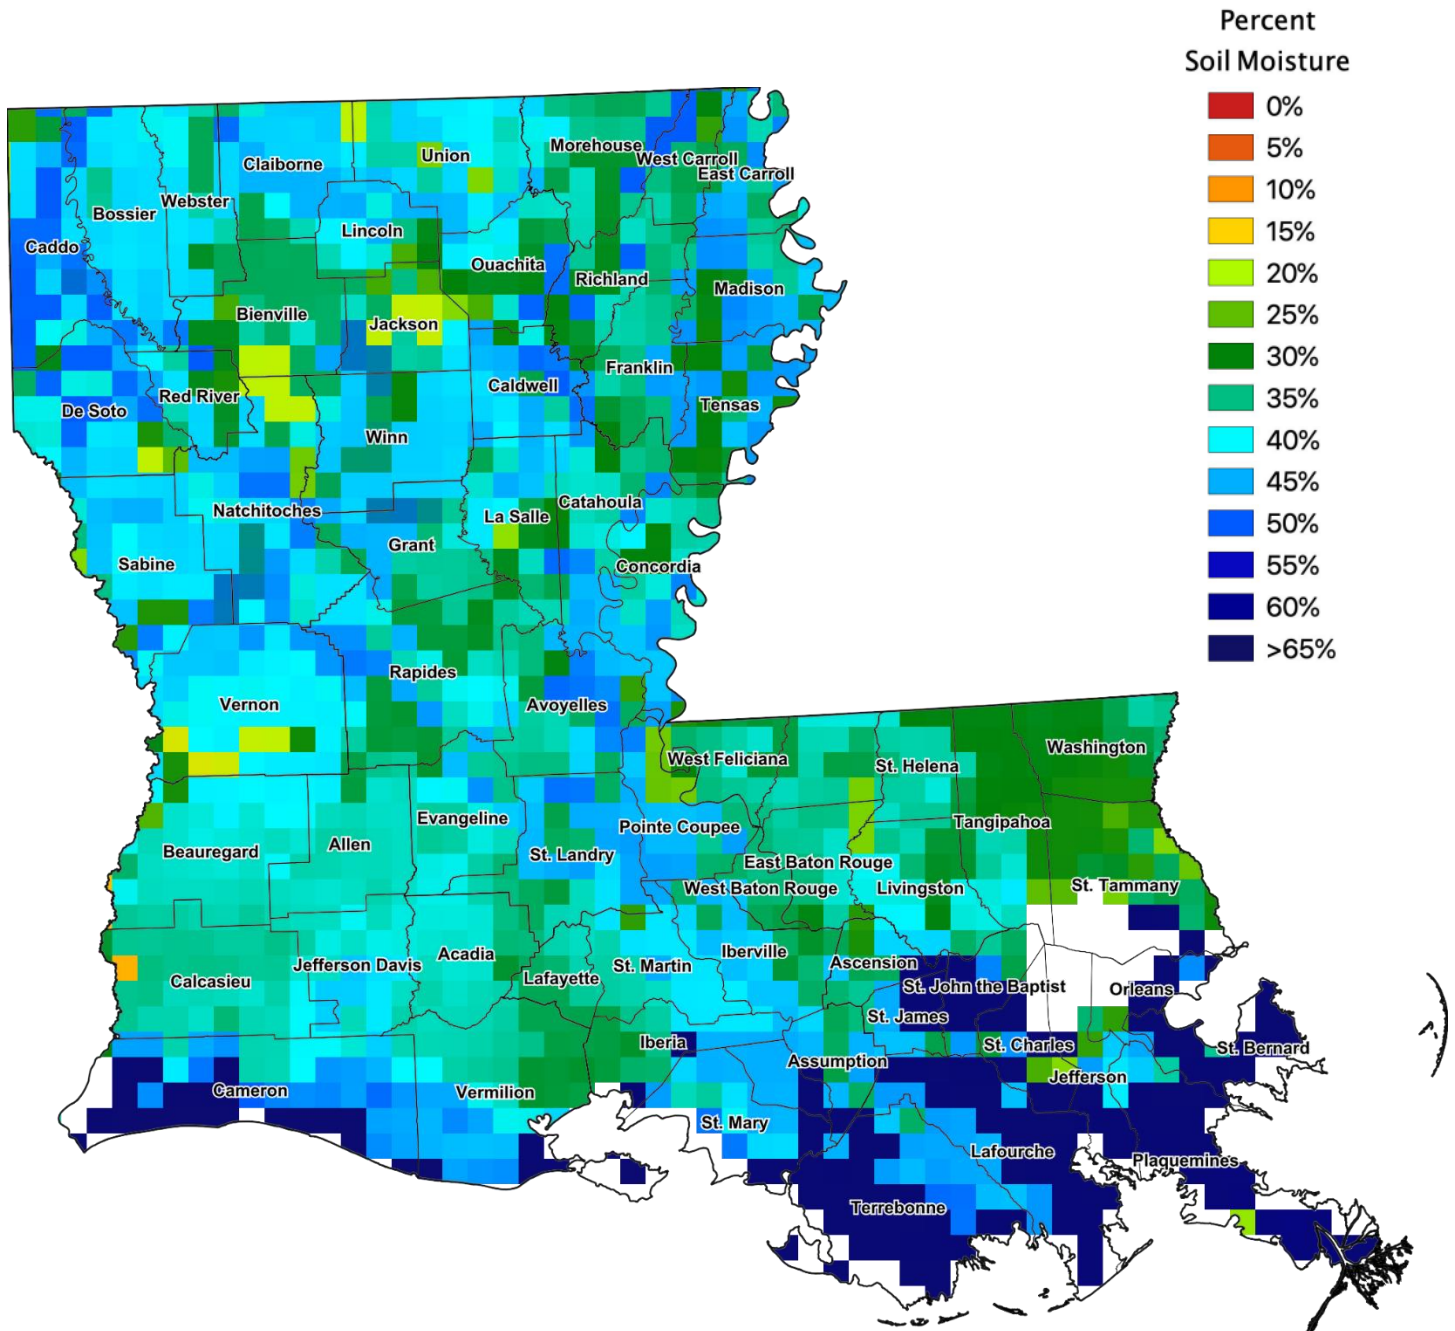 Percent
Soil Moisture
0%
5%
10%
15%
20%
25%
30%
35%
40%
45%
50%
55%
60%
>65%
Morehouse
Union
West Carroll
Claiborne
East Carroll
Webster
Bossier
Lincoln
Caddo
Ouachita
Richland
Madison
Bienville
Jackson
Franklin
Caldwell
Red River
Tensas
De Soto
Winn
Catahoula
Natchitoches
La Salle
Grant
Sabine
Concordia
Rapides
Vernon
Avoyelles
Washington
West Feliciana
St. Helena
Evangeline
Tangipahoa
Pointe Coupee
Allen
Beauregard
St. Landry
East Baton Rouge
St. Tammany
West Baton Rouge
Livingston
Iberville
Acadia
Ascension
Jefferson Davis
St. Martin
Lafayette
Calcasieu
St. John the Baptist
Orleans
St. James
Iberia
St. Charles
St. Bernard
Assumption
Jefferson
Cameron
Vermilion
St. Mary
Lafourche
Plaquemines
Terrebonne